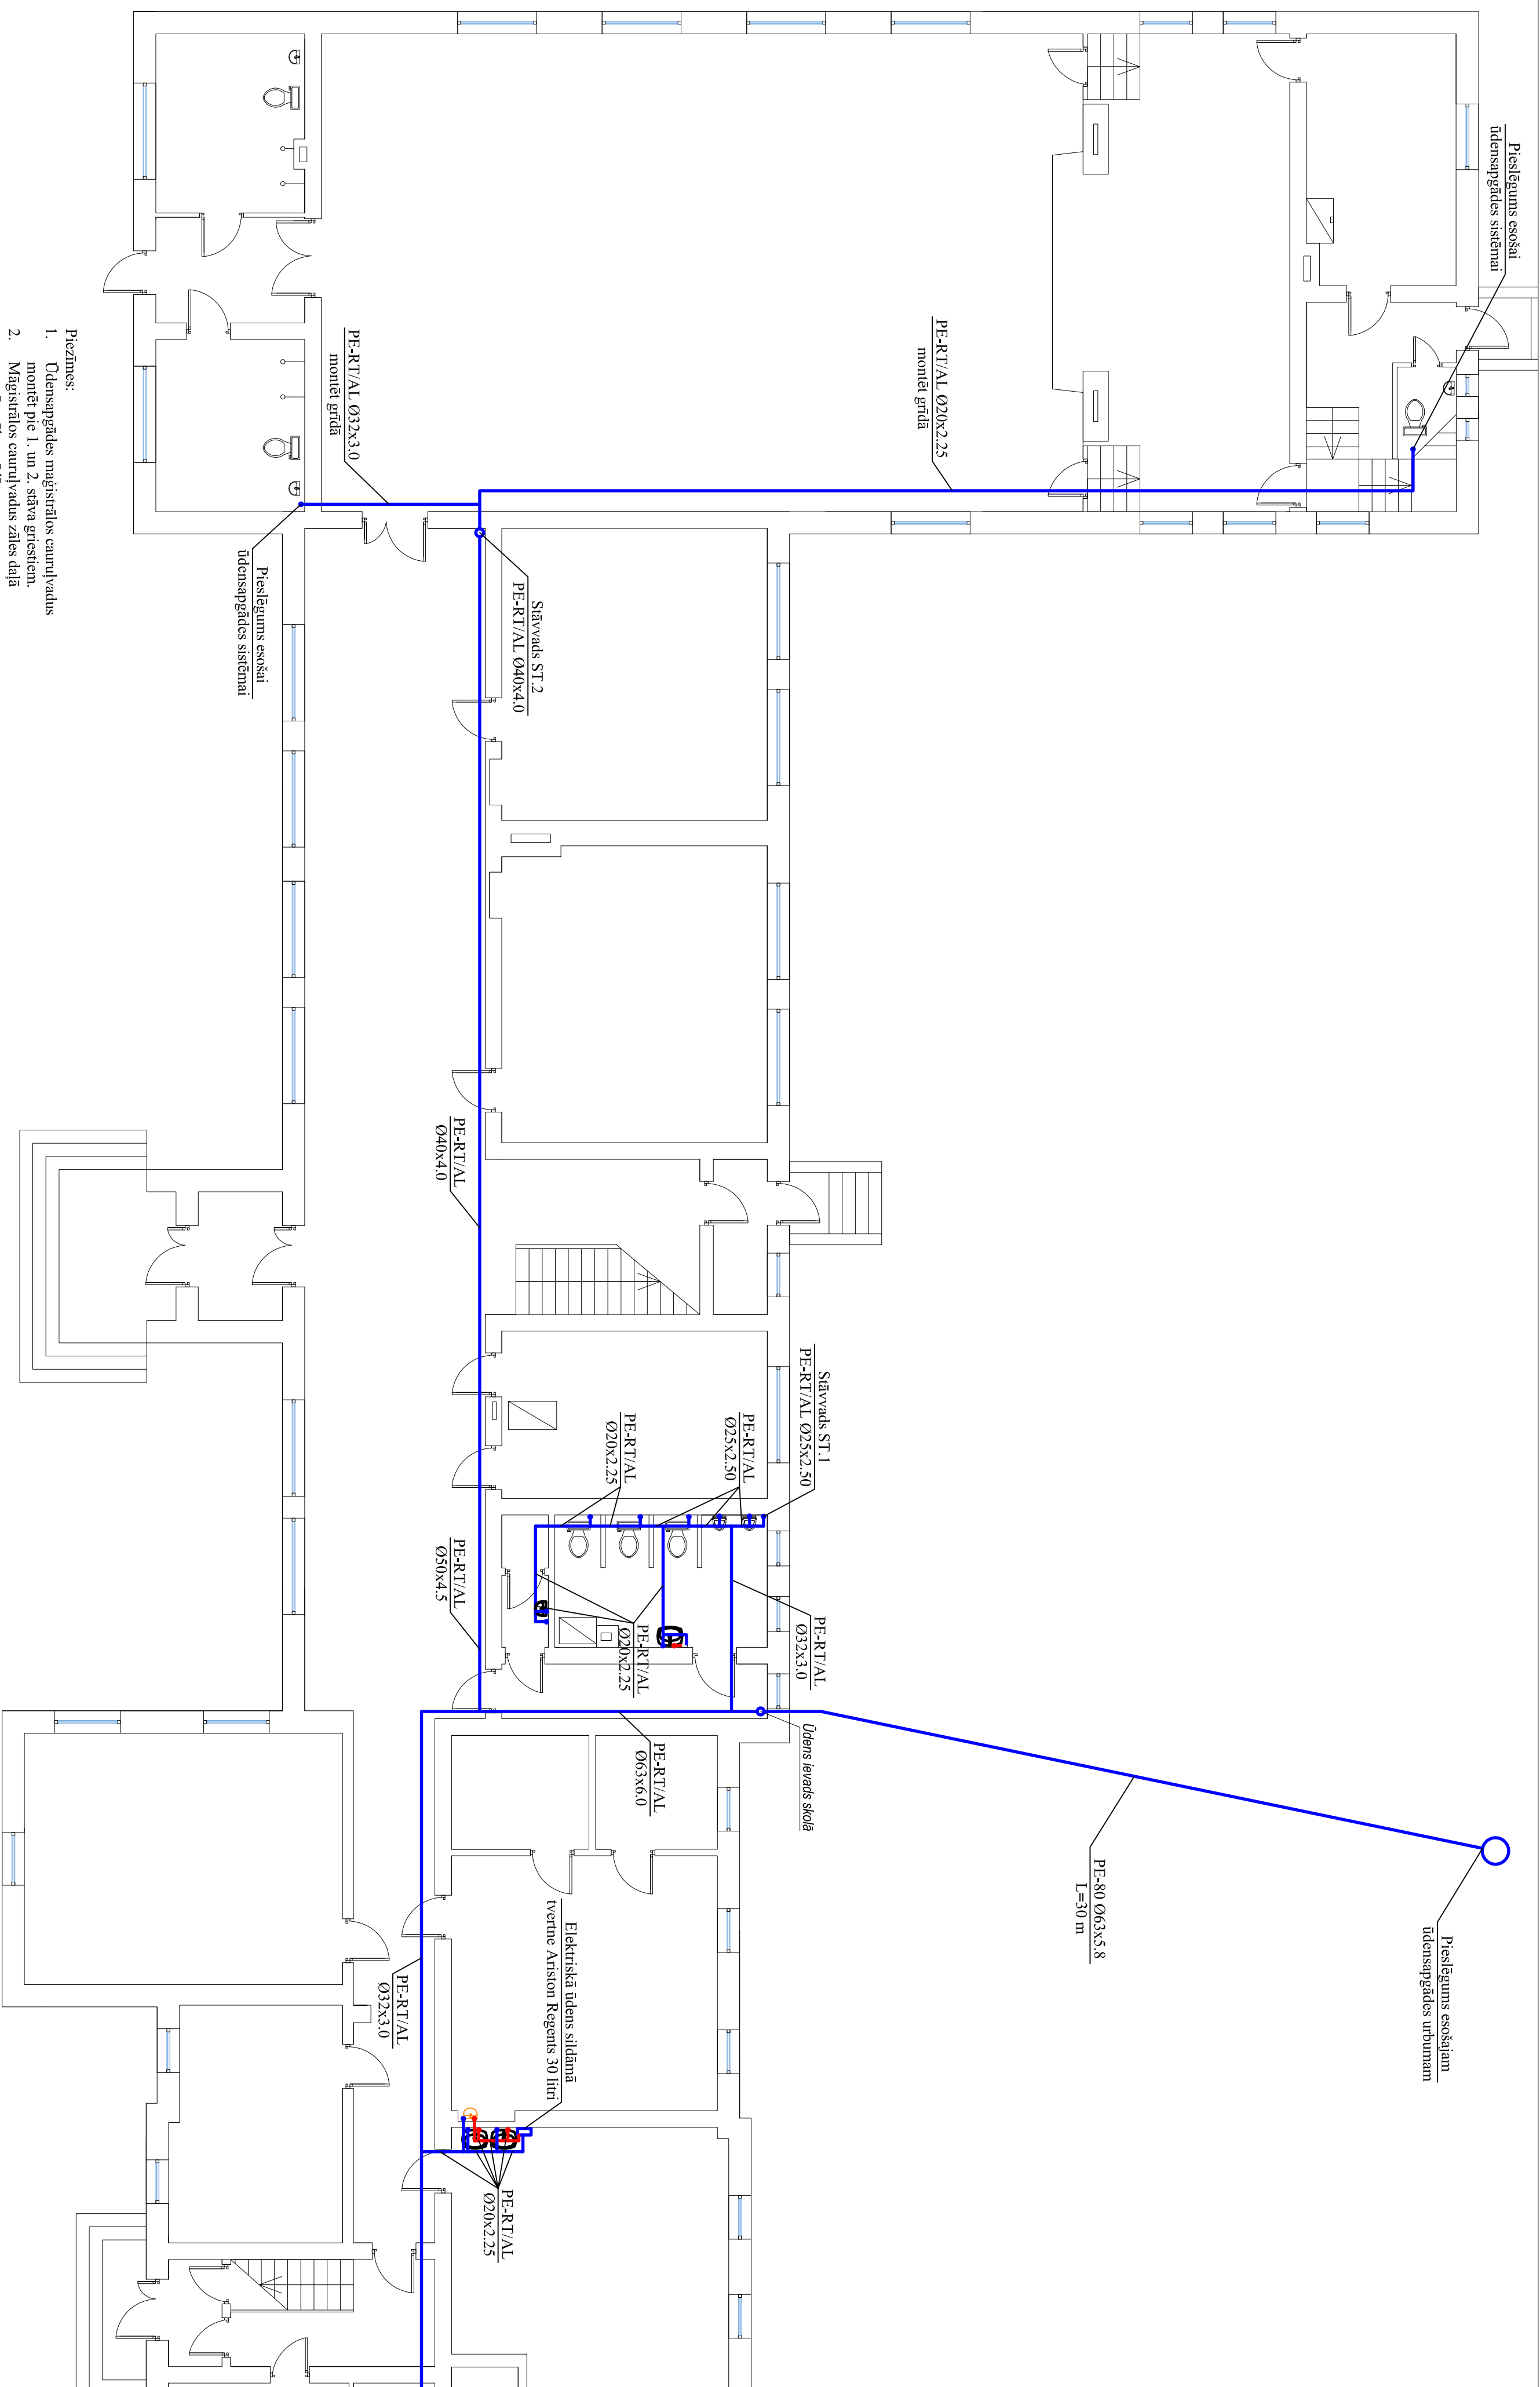 Pieslēgums esošai
ūdensapgādes sistēmai
Pieslēgums esošajam
ūdensapgādes urbumam
PE-80 Ø63x5.8
L=30 m
PE-RT/AL Ø20x2.25
montēt grīdā
Stāvvads ST.1
PE-RT/AL Ø25x2.50
PE-RT/AL
Ø32x3.0
Ūdens ievads skolā
PE-RT/AL
Ø25x2.50
PE-RT/AL
Ø20x2.25
PE-RT/AL
Ø20x2.25
PE-RT/AL
Ø63x6.0
Elektriskā ūdens sildāmā
tvertne Ariston Regents 30 litri
Stāvvads ST.2
PE-RT/AL Ø40x4.0
PE-RT/AL
Ø20x2.25
PE-RT/AL
Ø40x4.0
PE-RT/AL
Ø50x4.5
PE-RT/AL
Ø32x3.0
PE-RT/AL Ø32x3.0
montēt grīdā
Pieslēgums esošai
ūdensapgādes sistēmai
Piezīmes:
1. Ūdensapgādes maģistrālos cauruļvadus
montēt pie 1. un 2. stāva griestiem.
2. Maģistrālos cauruļvadus zāles daļā